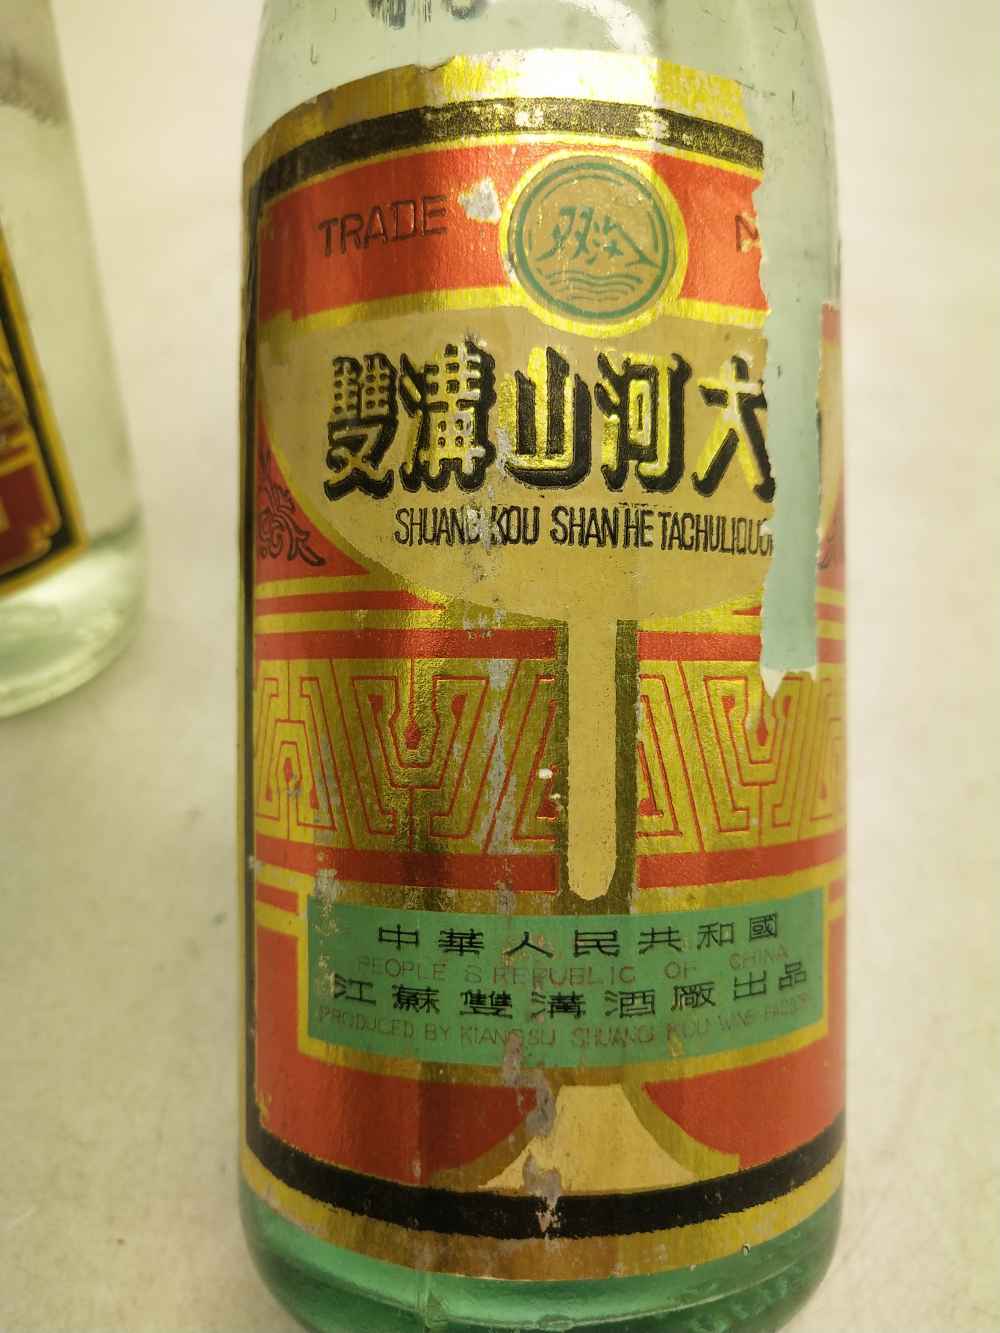 TRADE
双沟
雙溝山河大
SHUANG KOU SHAN HE TACHULIQUOR
中華人民共和國
PEOPLE'S REPUBLIC OF CHINA
江蘇雙溝酒廠出品
PRODUCED BY KIANGSU SHUANG KOU WINE FACTORY